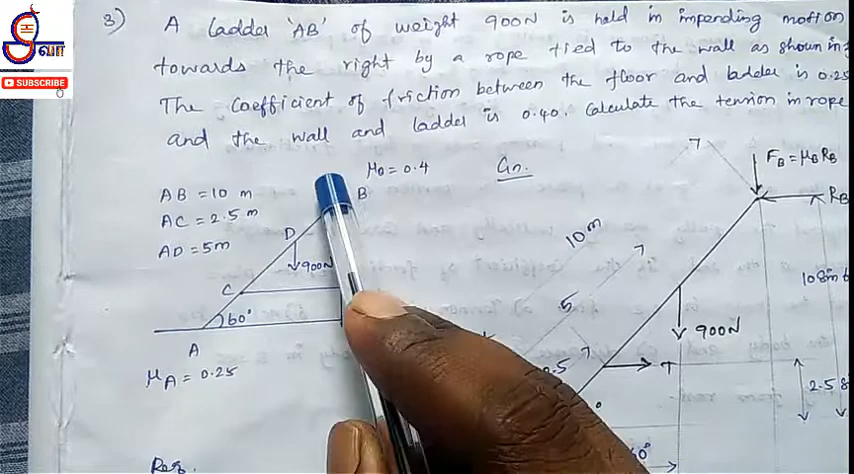 இவா
SUBSCRIBE
3) A ladder 'AB' of weight 900N is held in impending motion
towards the right by a rope tied to the wall as shown in
The coefficient of friction between the floor and ladder is 0.25
and the wall and ladder is 0.40. Calculate the tension in rope
μB = 0.4 Gn.
AB = 10 m
AC = 2.5 m
AD = 5m
B
D
900N
C
60°
A
μA = 0.25
FB = μB RB
RB
10m
5
900N
T
2.5
60°
Req.